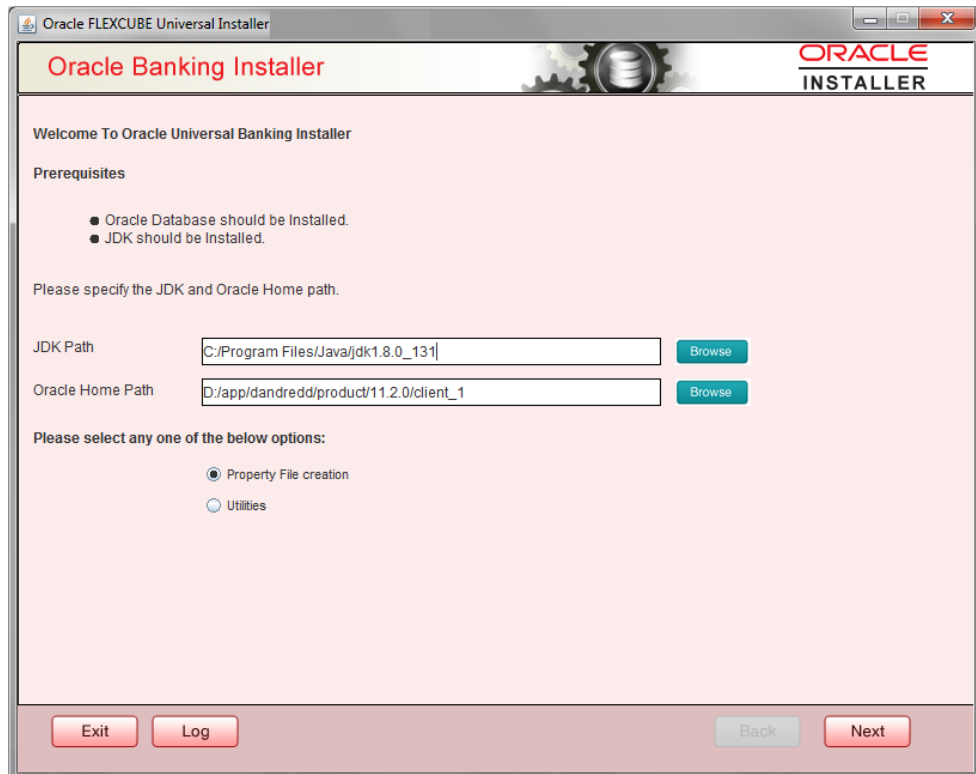 Oracle FLEXCUBE Universal Installer
Oracle Banking Installer
ORACLE
INSTALLER
Welcome To Oracle Universal Banking Installer
Prerequisites
Oracle Database should be Installed.
JDK should be Installed.
Please specify the JDK and Oracle Home path.
JDK Path C:/Program Files/Java/jdk1.8.0_131 Browse
Oracle Home Path D:/app/dandredd/product/11.2.0/client_1 Browse
Please select any one of the below options:
Property File creation
Utilities
Exit Log Back Next